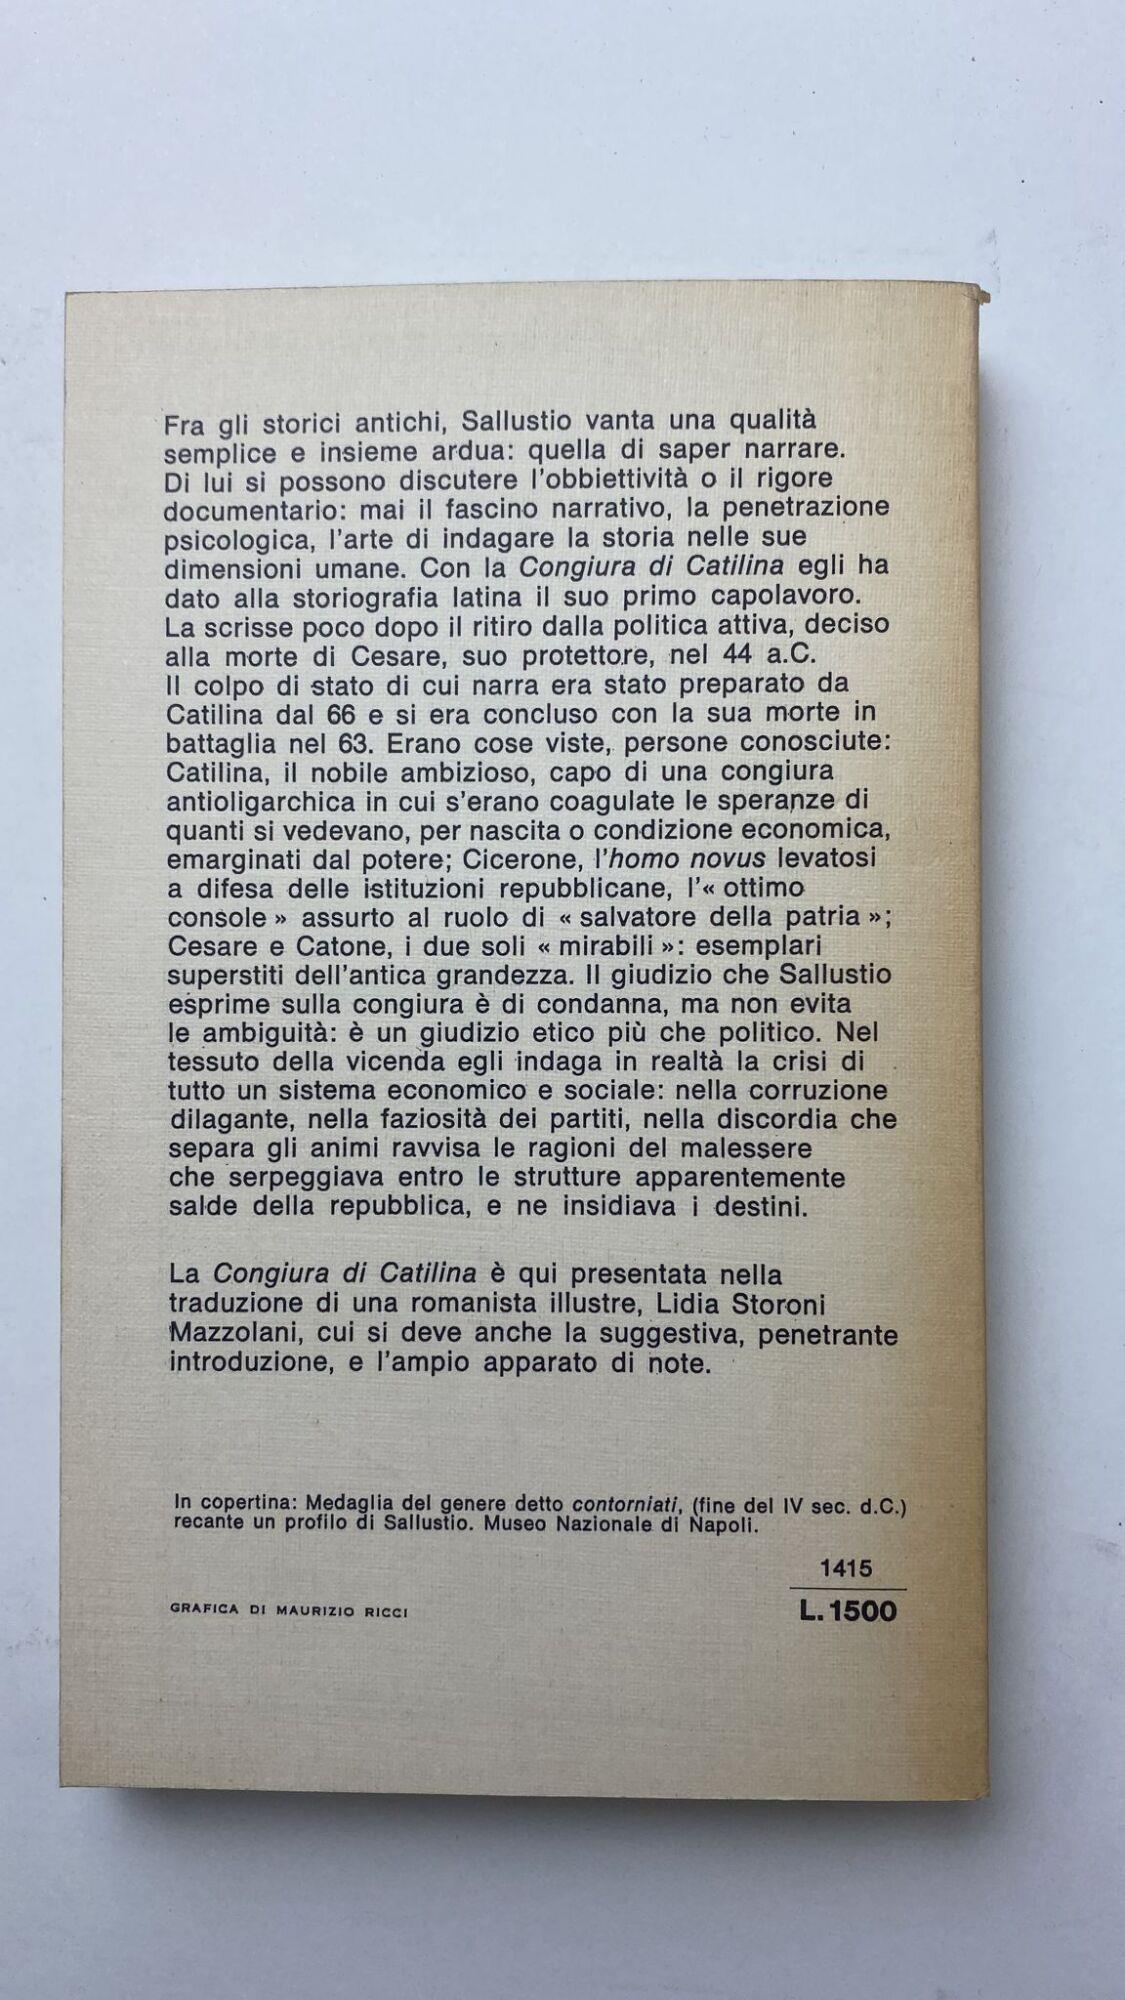 Fra gli storici antichi, Sallustio vanta una qualità
semplice e insieme ardua: quella di saper narrare.
Di lui si possono discutere l'obbiettività o il rigore
documentario: mai il fascino narrativo, la penetrazione
psicologica, l'arte di indagare la storia nelle sue
dimensioni umane. Con la Congiura di Catilina egli ha
dato alla storiografia latina il suo primo capolavoro.
La scrisse poco dopo il ritiro dalla politica attiva, deciso
alla morte di Cesare, suo protettore, nel 44 a.C.
Il colpo di stato di cui narra era stato preparato da
Catilina dal 66 e si era concluso con la sua morte in
battaglia nel 63. Erano cose viste, persone conosciute:
Catilina, il nobile ambizioso, capo di una congiura
antioligarchica in cui s'erano coagulate le speranze di
quanti si vedevano, per nascita o condizione economica,
emarginati dal potere; Cicerone, l'homo novus levatosi
a difesa delle istituzioni repubblicane, l'« ottimo
console » assurto al ruolo di « salvatore della patria »;
Cesare e Catone, i due soli « mirabili »: esemplari
superstiti dell'antica grandezza. Il giudizio che Sallustio
esprime sulla congiura è di condanna, ma non evita
le ambiguità: è un giudizio etico più che politico. Nel
tessuto della vicenda egli indaga in realtà la crisi di
tutto un sistema economico e sociale: nella corruzione
dilagante, nella faziosità dei partiti, nella discordia che
separa gli animi ravvisa le ragioni del malessere
che serpeggiava entro le strutture apparentemente
salde della repubblica, e ne insidiava i destini.
La Congiura di Catilina è qui presentata nella
traduzione di una romanista illustre, Lidia Storoni
Mazzolani, cui si deve anche la suggestiva, penetrante
introduzione, e l'ampio apparato di note.
In copertina: Medaglia del genere detto contorniati, (fine del IV sec. d.C.)
recante un profilo di Sallustio. Museo Nazionale di Napoli.
1415
GRAFICA DI MAURIZIO RICCI
L. 1500